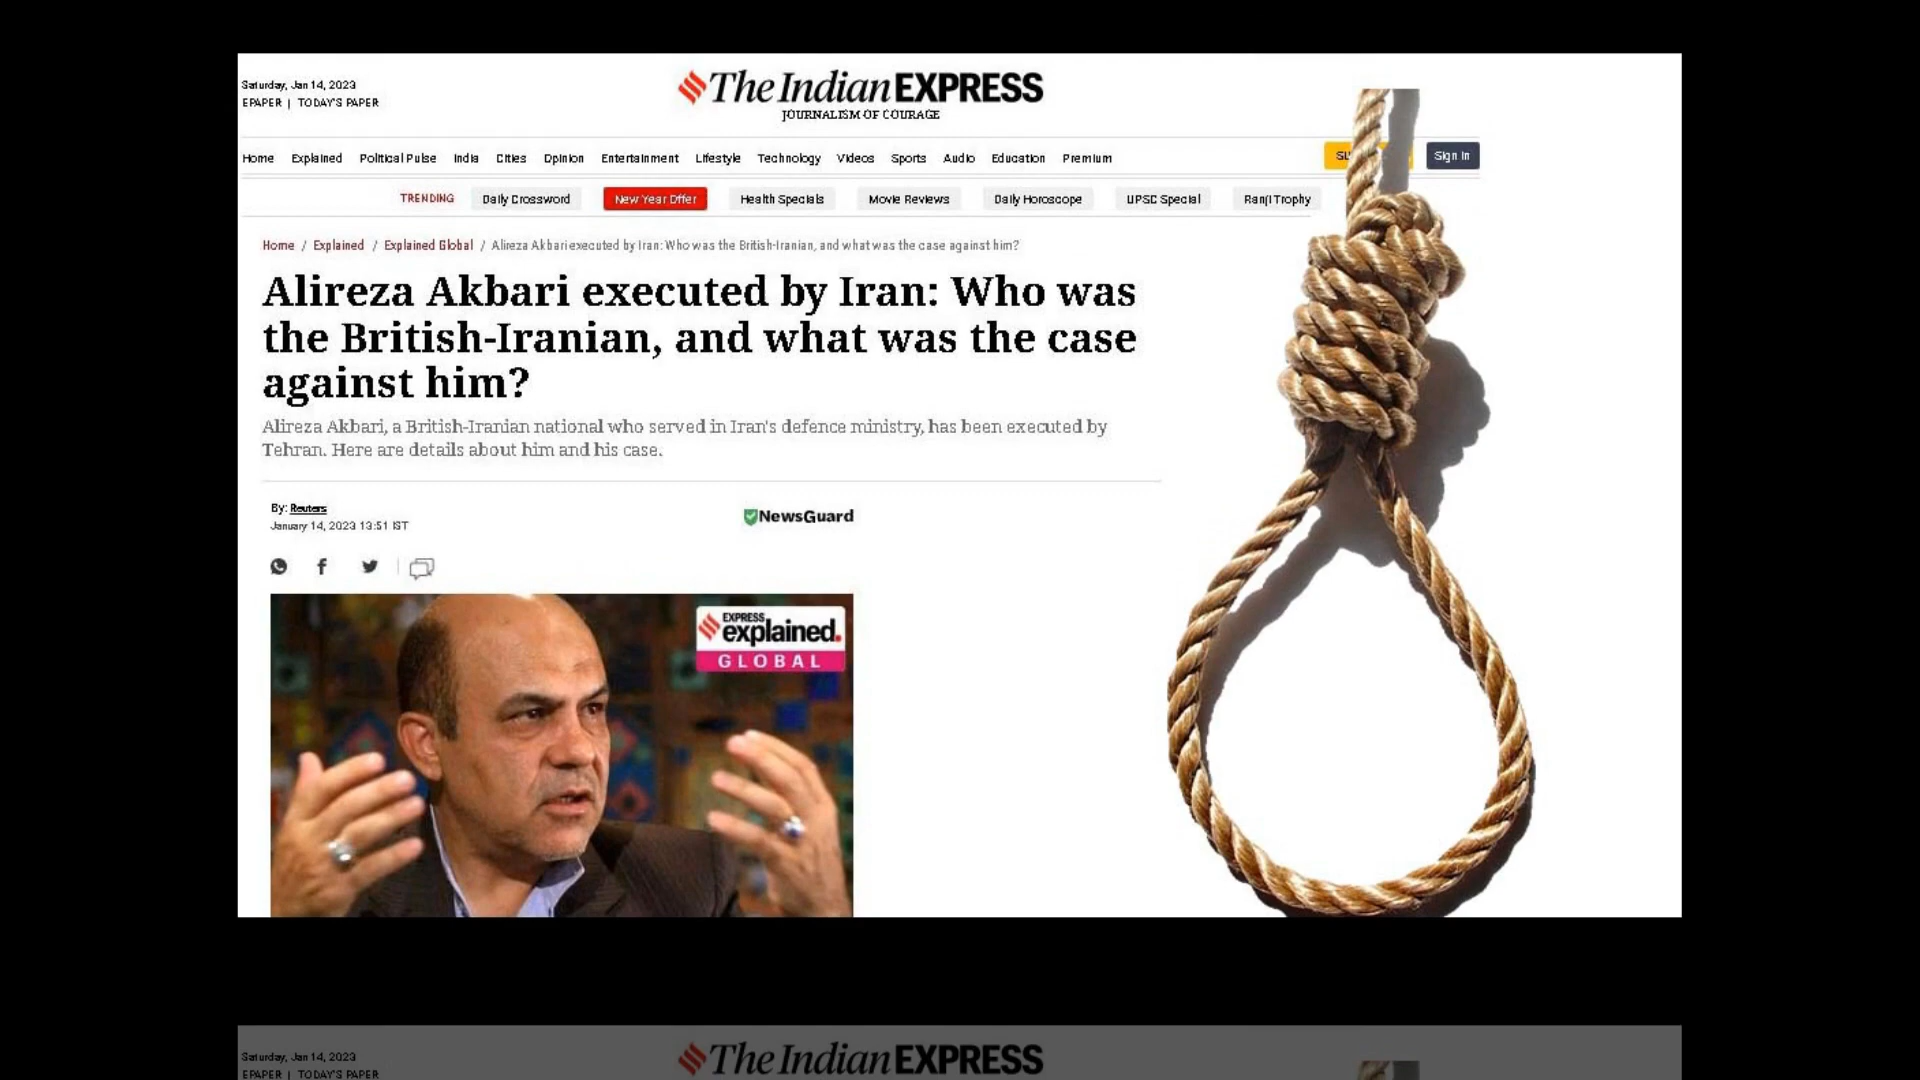 Saturday, Jan 14, 2023
EPAPER | TODAY'S PAPER
The Indian EXPRESS
JOURNALISM OF COURAGE
Home Explained Political Pulse India Cities Opinion Entertainment Lifestyle Technology Videos Sports Audio Education Premium
Sign In
TRENDING Daily Crossword New Year Offer Health Specials Movie Reviews Daily Horoscope UPSC Special Ranji Trophy
Home / Explained / Explained Global / Alireza Akbari executed by Iran: Who was the British-Iranian, and what was the case against him?
Alireza Akbari executed by Iran: Who was
the British-Iranian, and what was the case
against him?
Alireza Akbari, a British-Iranian national who served in Iran's defence ministry, has been executed by
Tehran. Here are details about him and his case.
By: Reuters
January 14, 2023 13:51 IST
NewsGuard
EXPRESS
explained.
GLOBAL
Saturday, Jan 14, 2023
EPAPER | TODAY'S PAPER
The Indian EXPRESS